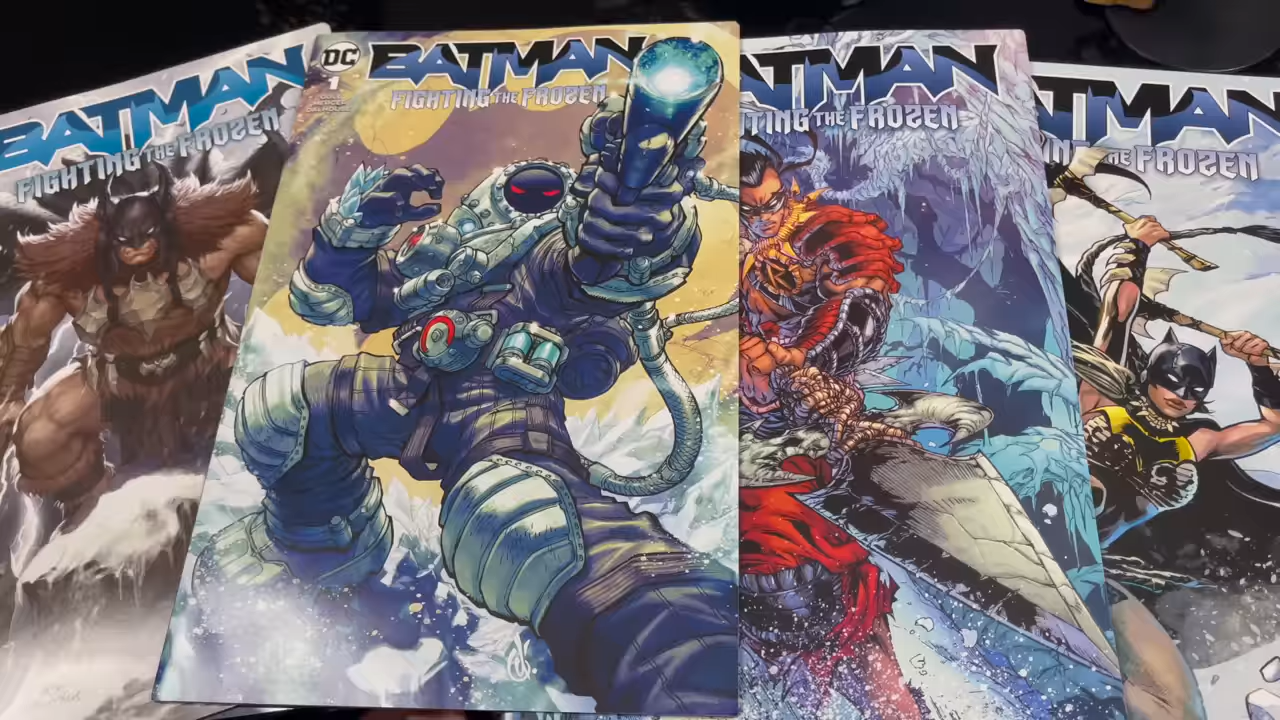 BATMAN
FIGHTING THE FROZEN
DC
1
BATMAN
FIGHTING THE FROZEN
TMAN
TING THE FROZEN
TMAN
THE FROZEN